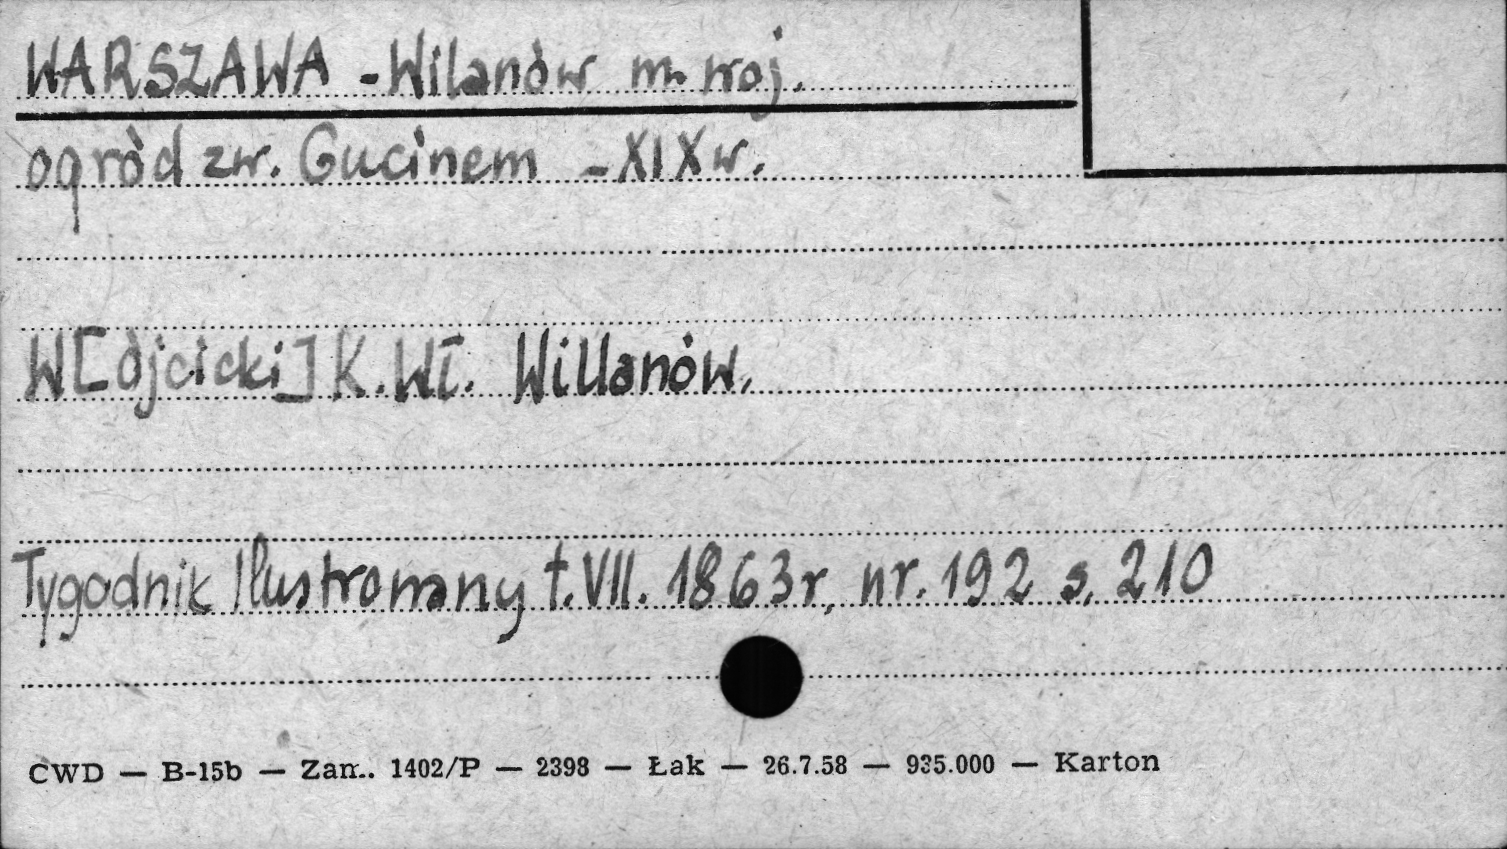 WARSZAWA - Wilanów m. woj.
ogród zw. Gucinem - XIX w.
W[ójcicki] K. Wł. Willanów.
Tygodnik Ilustrowany t. VII. 1863 r, nr. 192 s. 210
CWD — B-15b — Zam.. 1402/P — 2398 — Łak — 26.7.58 — 935.000 — Karton